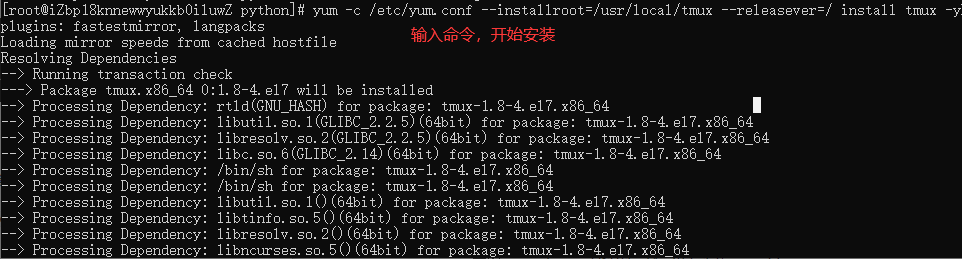 [root@iZbp18knnewwyukkb0i1uwZ python]# yum -c /etc/yum.conf --installroot=/usr/local/tmux --releasever=/ install tmux -y
plugins: fastestmirror, langpacks
输入命令，开始安装
Loading mirror speeds from cached hostfile
Resolving Dependencies
--> Running transaction check
---> Package tmux.x86_64 0:1.8-4.el7 will be installed
--> Processing Dependency: rtld(GNU_HASH) for package: tmux-1.8-4.el7.x86_64
--> Processing Dependency: libutil.so.1(GLIBC_2.2.5)(64bit) for package: tmux-1.8-4.el7.x86_64
--> Processing Dependency: libresolv.so.2(GLIBC_2.2.5)(64bit) for package: tmux-1.8-4.el7.x86_64
--> Processing Dependency: libc.so.6(GLIBC_2.14)(64bit) for package: tmux-1.8-4.el7.x86_64
--> Processing Dependency: /bin/sh for package: tmux-1.8-4.el7.x86_64
--> Processing Dependency: /bin/sh for package: tmux-1.8-4.el7.x86_64
--> Processing Dependency: libutil.so.1()(64bit) for package: tmux-1.8-4.el7.x86_64
--> Processing Dependency: libtinfo.so.5()(64bit) for package: tmux-1.8-4.el7.x86_64
--> Processing Dependency: libresolv.so.2()(64bit) for package: tmux-1.8-4.el7.x86_64
--> Processing Dependency: libncurses.so.5()(64bit) for package: tmux-1.8-4.el7.x86_64